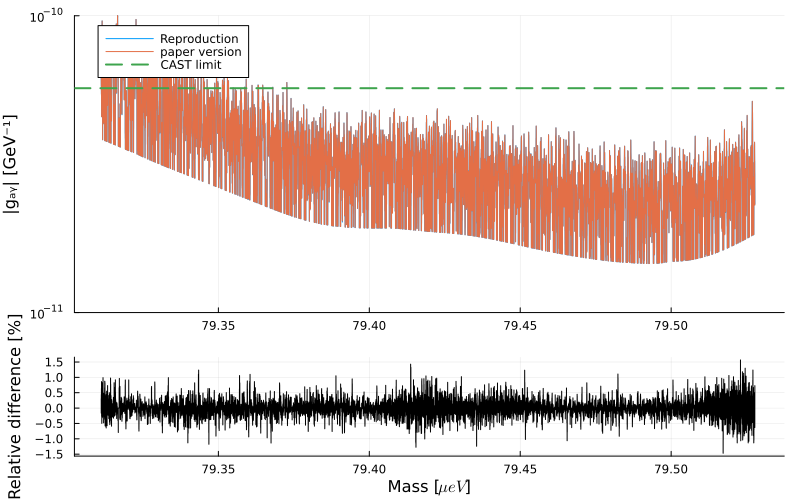 10⁻¹⁰
Reproduction
paper version
CAST limit
|gₐᵧ| [GeV⁻¹]
10⁻¹¹
79.35 79.40 79.45 79.50
Relative difference [%]
1.5
1.0
0.5
0.0
−0.5
−1.0
−1.5
79.35 79.40 79.45 79.50
Mass [μeV]